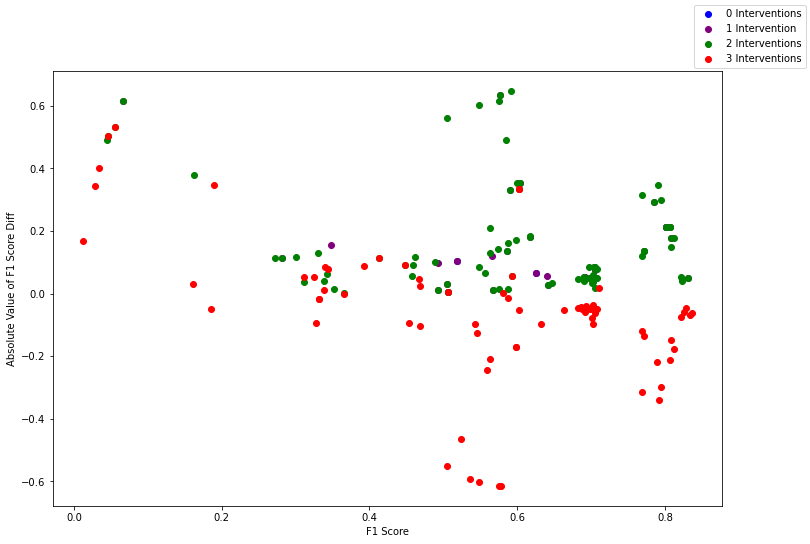 0 Interventions
1 Intervention
2 Interventions
3 Interventions
0.6
0.4
0.2
0.0
−0.2
−0.4
−0.6
Absolute Value of F1 Score Diff
0.0 0.2 0.4 0.6 0.8
F1 Score